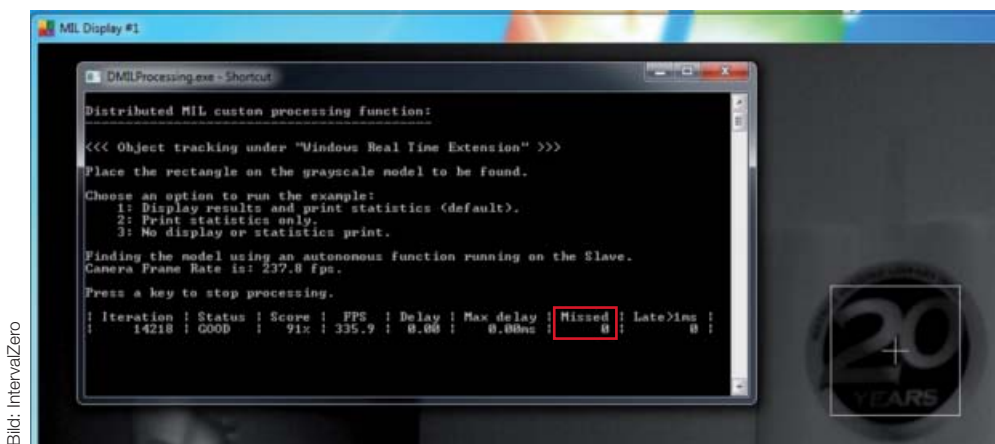 MIL Display #1
DMILProcessing.exe - Shortcut
Distributed MIL custom processing function:
<<< Object tracking under "Windows Real Time Extension" >>>
Place the rectangle on the grayscale model to be found.
Choose an option to run the example:
1: Display results and print statistics (default).
2: Print statistics only.
3: No display or statistics print.
Finding the model using an autonomous function running on the Slave.
Camera Frame Rate is: 237.8 fps.
Press a key to stop processing.
| Iteration | Status | Score | FPS | Delay | Max delay | Missed | Late>1ms |
| 14218 | GOOD | 91% | 335.9 | 0.00 | 0.00ms | 0 | 0 |
20
YEARS
Bild: IntervalZero